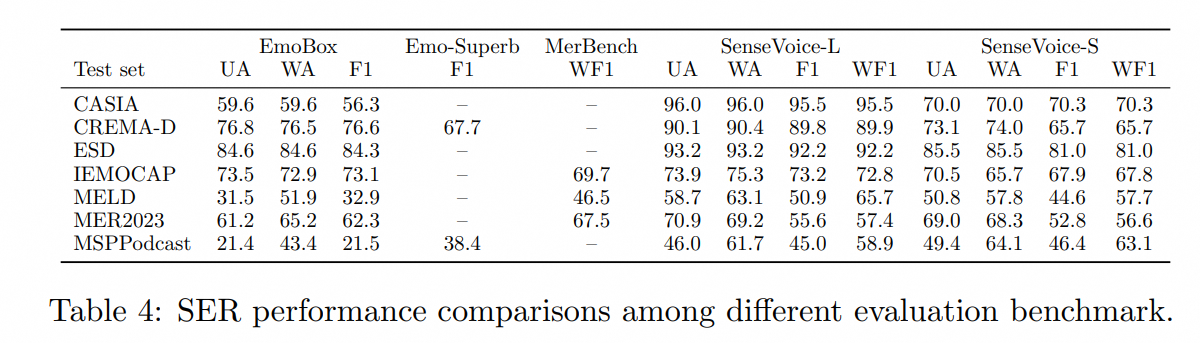 EmoBox Emo-Superb MerBench SenseVoice-L SenseVoice-S
Test set UA WA F1 F1 WF1 UA WA F1 WF1 UA WA F1 WF1
CASIA 59.6 59.6 56.3 – – 96.0 96.0 95.5 95.5 70.0 70.0 70.3 70.3
CREMA-D 76.8 76.5 76.6 67.7 – 90.1 90.4 89.8 89.9 73.1 74.0 65.7 65.7
ESD 84.6 84.6 84.3 – – 93.2 93.2 92.2 92.2 85.5 85.5 81.0 81.0
IEMOCAP 73.5 72.9 73.1 – 69.7 73.9 75.3 73.2 72.8 70.5 65.7 67.9 67.8
MELD 31.5 51.9 32.9 – 46.5 58.7 63.1 50.9 65.7 50.8 57.8 44.6 57.7
MER2023 61.2 65.2 62.3 – 67.5 70.9 69.2 55.6 57.4 69.0 68.3 52.8 56.6
MSPPodcast 21.4 43.4 21.5 38.4 – 46.0 61.7 45.0 58.9 49.4 64.1 46.4 63.1
Table 4: SER performance comparisons among different evaluation benchmark.